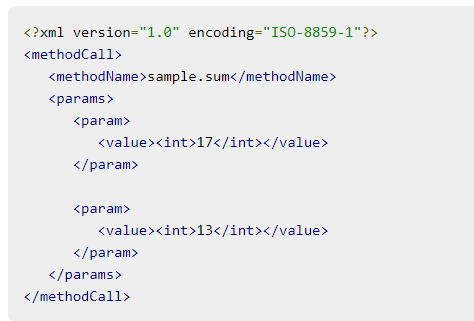 <?xml version="1.0" encoding="ISO-8859-1"?>
<methodCall>
   <methodName>sample.sum</methodName>
   <params>
      <param>
         <value><int>17</int></value>
      </param>

      <param>
         <value><int>13</int></value>
      </param>
   </params>
</methodCall>